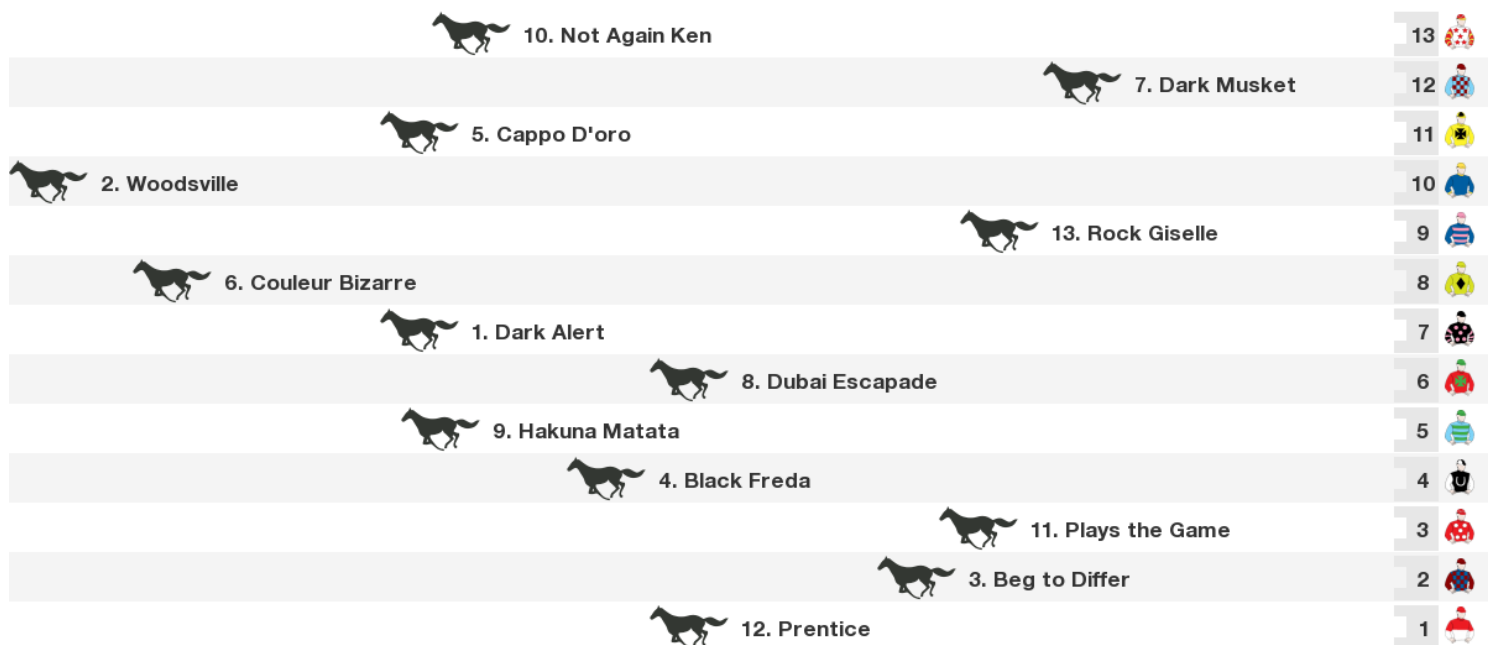 10. Not Again Ken 13
7. Dark Musket 12
5. Cappo D'oro 11
2. Woodsville 10
13. Rock Giselle 9
6. Couleur Bizarre 8
1. Dark Alert 7
8. Dubai Escapade 6
9. Hakuna Matata 5
4. Black Freda 4
11. Plays the Game 3
3. Beg to Differ 2
12. Prentice 1